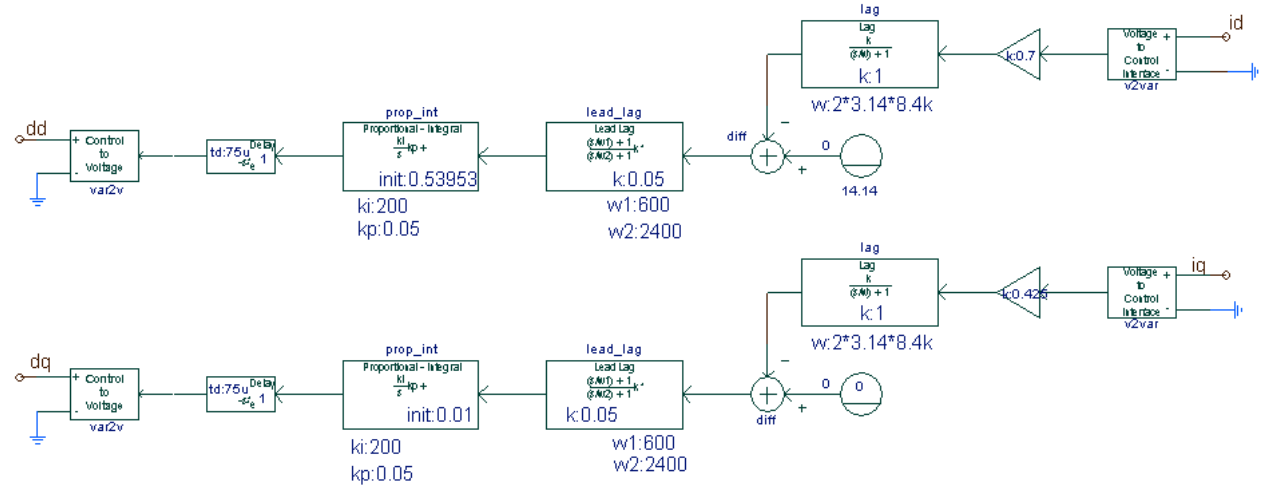 lag
Lag
k
(s/w) + 1
k:1
w:2*3.14*8.4k
k:0.7
Voltage +
to
Control
Interface -
v2var
id
dd
+ Control
to
- Voltage
var2v
td:75u
Delay
1
prop_int
Proportional - Integral
ki
s
kp+
init:0.53953
ki:200
kp:0.05
lead_lag
Lead Lag
(s/w1) + 1
(s/w2) + 1
k*
k:0.05
w1:600
w2:2400
diff
−
+
0
14.14
lag
Lag
k
(s/w) + 1
k:1
w:2*3.14*8.4k
k:0.425
Voltage +
to
Control
Interface -
v2var
iq
dq
+ Control
to
- Voltage
var2v
td:75u
Delay
1
prop_int
Proportional - Integral
ki
s
kp+
init:0.01
ki:200
kp:0.05
lead_lag
Lead Lag
(s/w1) + 1
(s/w2) + 1
k*
k:0.05
w1:600
w2:2400
−
+
diff
0
0